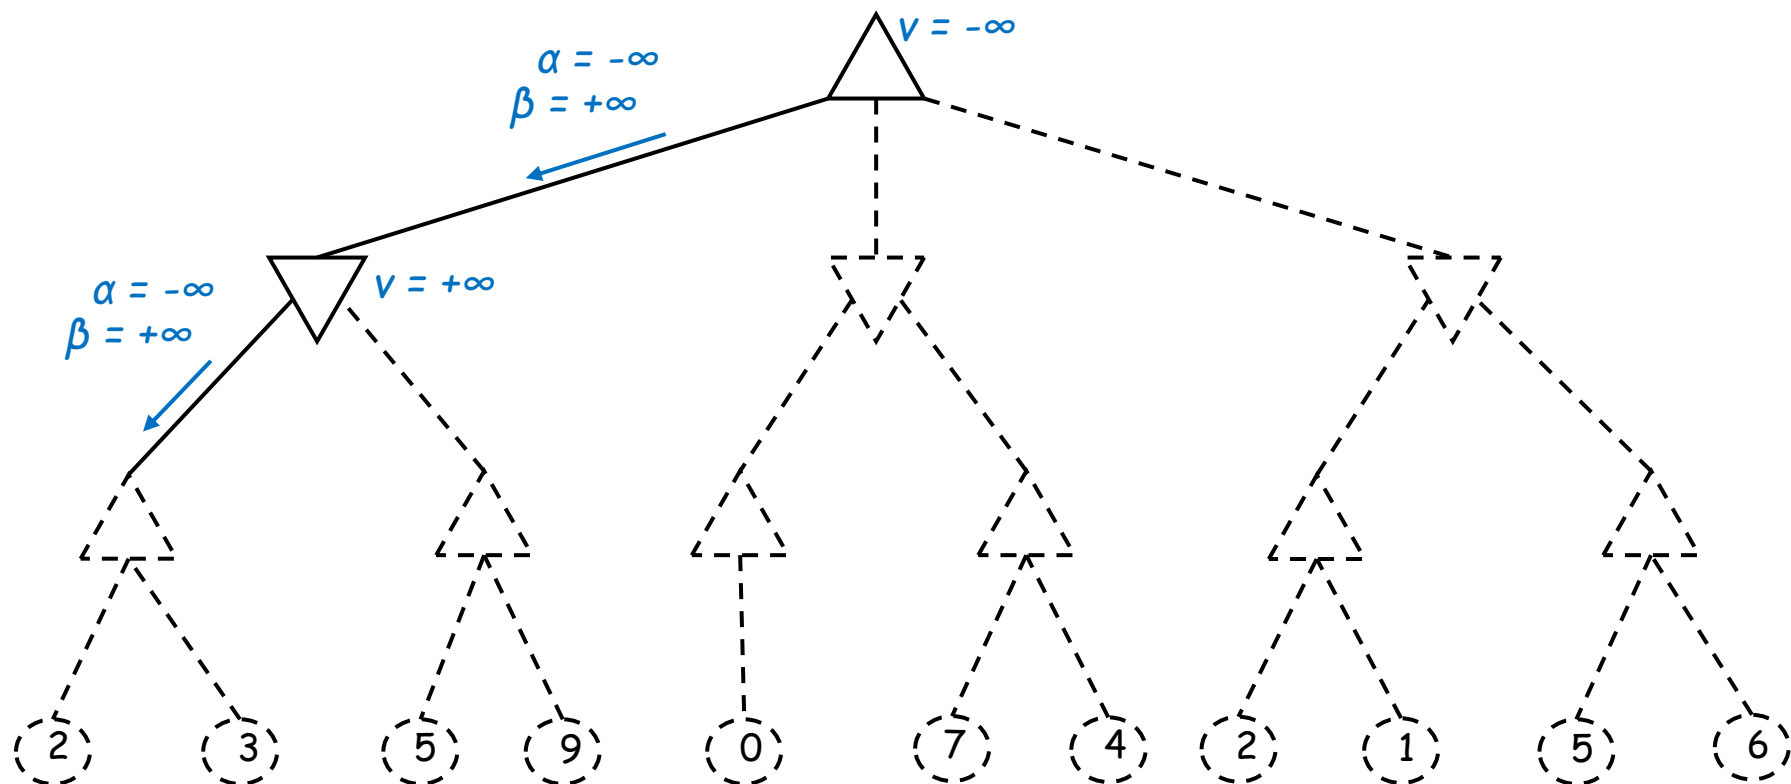 v = -∞
α = -∞
β = +∞
v = +∞
α = -∞
β = +∞
2 3 5 9 0 7 4 2 1 5 6